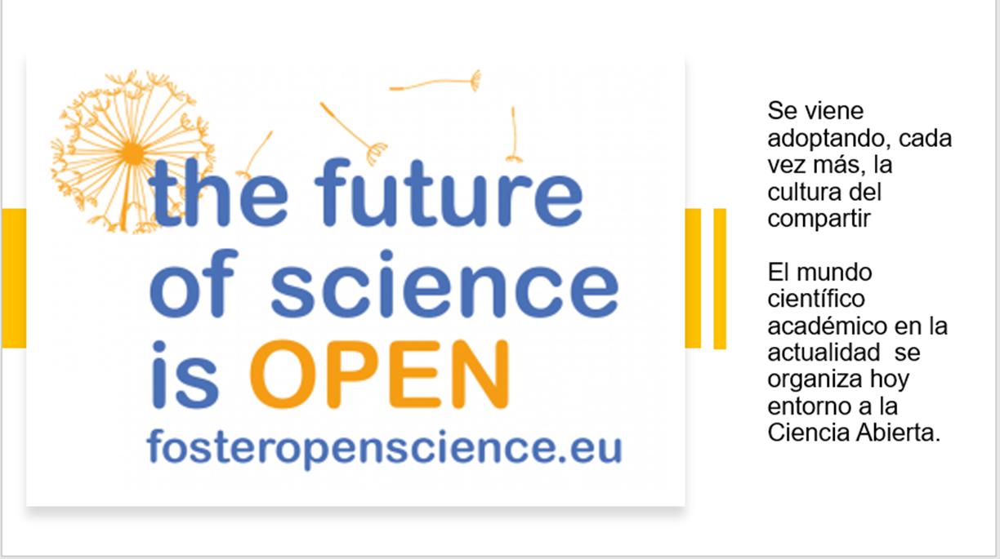 the future
of science
is OPEN
fosteropenscience.eu
Se viene
adoptando, cada
vez más, la
cultura del
compartir
El mundo
científico
académico en la
actualidad  se
organiza hoy
entorno a la
Ciencia Abierta.